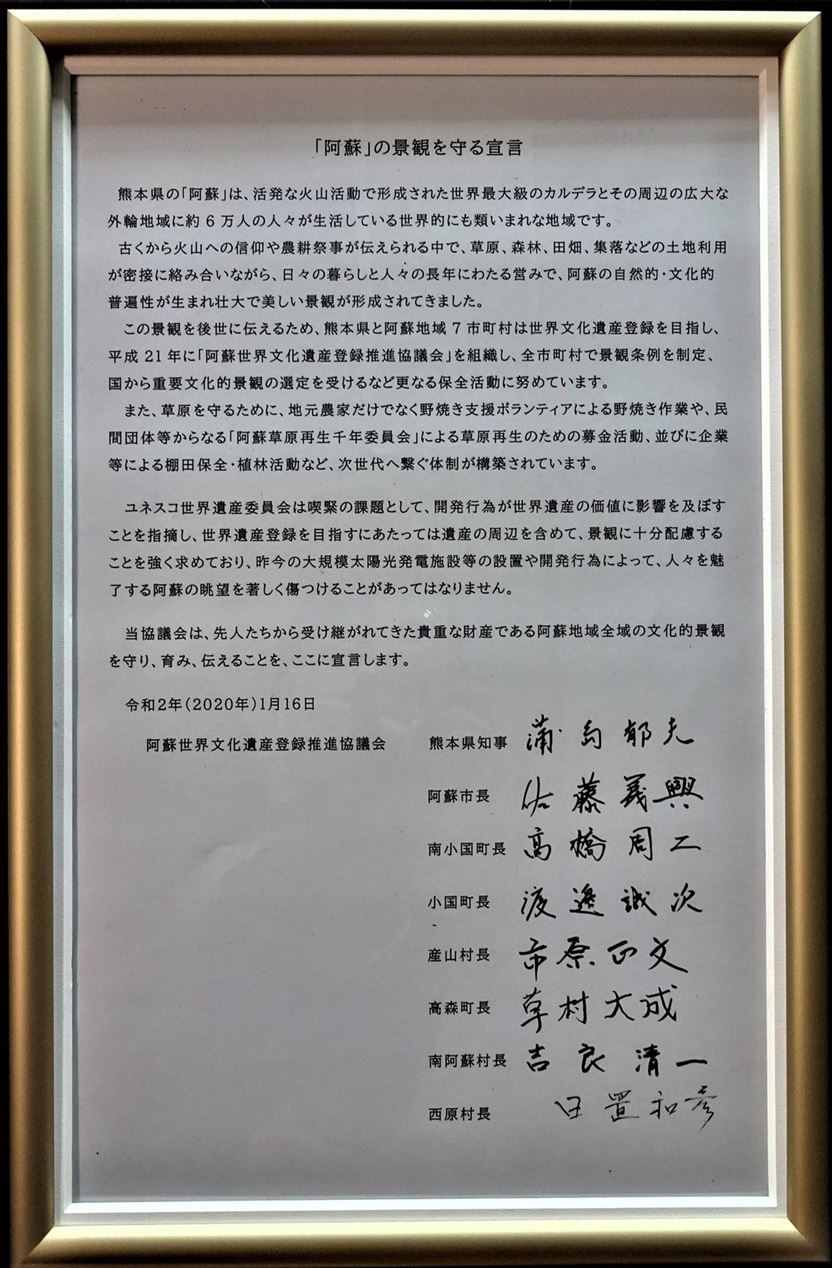 「阿蘇」の景観を守る宣言
熊本県の「阿蘇」は、活発な火山活動で形成された世界最大級のカルデラとその周辺の広大な
外輪地域に約 6 万人の人々が生活している世界的にも類いまれな地域です。
古くから火山への信仰や農耕祭事が伝えられる中で、草原、森林、田畑、集落などの土地利用
が密接に絡み合いながら、日々の暮らしと人々の長年にわたる営みで、阿蘇の自然的・文化的
普遍性が生まれ壮大で美しい景観が形成されてきました。
この景観を後世に伝えるため、熊本県と阿蘇地域 7 市町村は世界文化遺産登録を目指し、
平成 21 年に「阿蘇世界文化遺産登録推進協議会」を組織し、全市町村で景観条例を制定、
国から重要文化的景観の選定を受けるなど更なる保全活動に努めています。
また、草原を守るために、地元農家だけでなく野焼き支援ボランティアによる野焼き作業や、民
間団体等からなる「阿蘇草原再生千年委員会」による草原再生のための募金活動、並びに企業
等による棚田保全・植林活動など、次世代へ繋ぐ体制が構築されています。
ユネスコ世界遺産委員会は喫緊の課題として、開発行為が世界遺産の価値に影響を及ぼす
ことを指摘し、世界遺産登録を目指すにあたっては遺産の周辺を含めて、景観に十分配慮する
ことを強く求めており、昨今の大規模太陽光発電施設等の設置や開発行為によって、人々を魅
了する阿蘇の眺望を著しく傷つけることがあってはなりません。
当協議会は、先人たちから受け継がれてきた貴重な財産である阿蘇地域全域の文化的景観
を守り、育み、伝えることを、ここに宣言します。
令和2年(2020年)1月16日
阿蘇世界文化遺産登録推進協議会 熊本県知事 蒲島郁夫
阿蘇市長 佐藤義興
南小国町長 高橋周二
小国町長 渡邉誠次
産山村長 市原正文
高森町長 草村大成
南阿蘇村長 吉良清一
西原村長 日置和彦